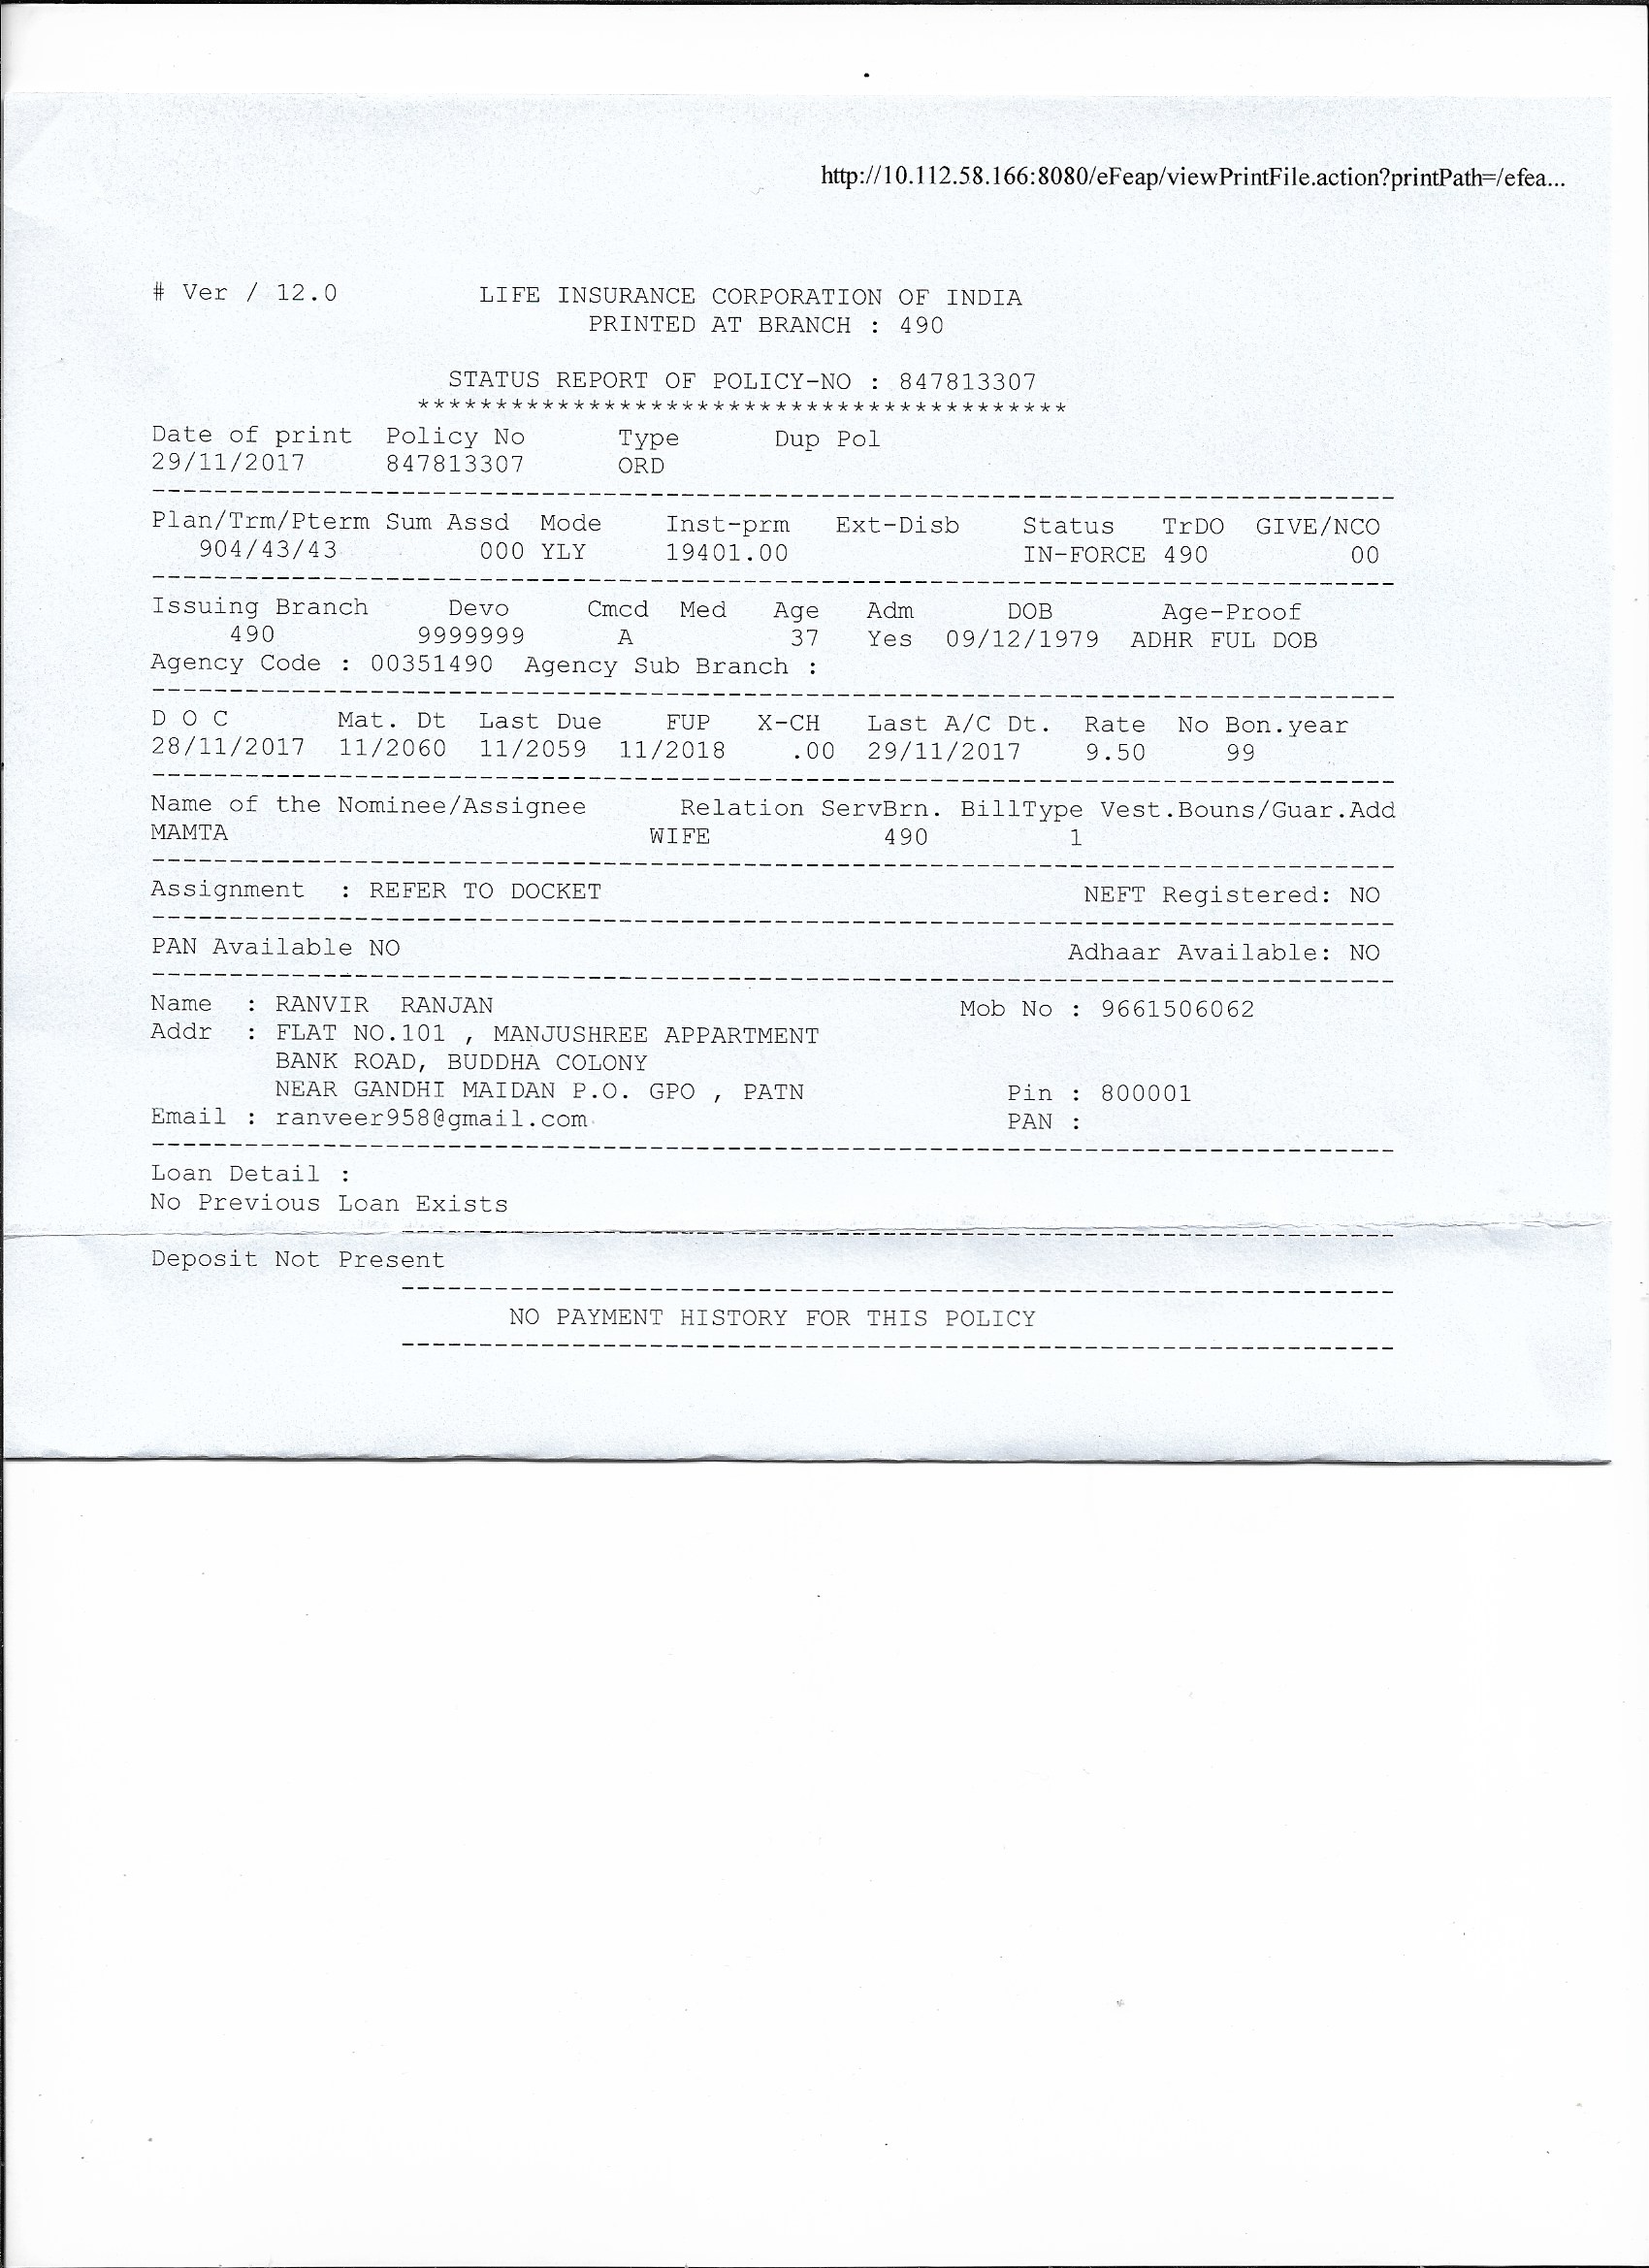 http://10.112.58.166:8080/eFeap/viewPrintFile.action?printPath=/efea...
# Ver / 12.0 LIFE INSURANCE CORPORATION OF INDIA
PRINTED AT BRANCH : 490
STATUS REPORT OF POLICY-NO : 847813307
******************************************
Date of print Policy No Type Dup Pol
29/11/2017 847813307 ORD
Plan/Trm/Pterm Sum Assd Mode Inst-prm Ext-Disb Status TrDO GIVE/NCO
904/43/43 000 YLY 19401.00 IN-FORCE 490 00
Issuing Branch Devo Cmcd Med Age Adm DOB Age-Proof
490 9999999 A 37 Yes 09/12/1979 ADHR FUL DOB
Agency Code : 00351490 Agency Sub Branch :
D O C Mat. Dt Last Due FUP X-CH Last A/C Dt. Rate No Bon.year
28/11/2017 11/2060 11/2059 11/2018 .00 29/11/2017 9.50 99
Name of the Nominee/Assignee Relation ServBrn. BillType Vest.Bouns/Guar.Add
MAMTA WIFE 490 1
Assignment : REFER TO DOCKET NEFT Registered: NO
PAN Available NO Adhaar Available: NO
Name : RANVIR RANJAN Mob No : 9661506062
Addr : FLAT NO.101 , MANJUSHREE APPARTMENT
BANK ROAD, BUDDHA COLONY
NEAR GANDHI MAIDAN P.O. GPO , PATN Pin : 800001
Email : ranveer958@gmail.com PAN :
Loan Detail :
No Previous Loan Exists
Deposit Not Present
NO PAYMENT HISTORY FOR THIS POLICY